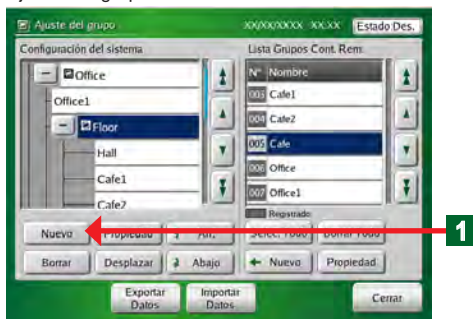 Ajuste del grupo XX/XX/XXXX XX:XX Estado Des.
Configuración del sistema
Office
Office1
Floor
Hall
Cafe1
Cafe2
Lista Grupos Cont. Rem.
N° Nombre
003 Cafe1
004 Cafe2
005 Cafe
006 Office
007 Office1
Registrado
Nuevo Propiedad Arr.
Selec. Todo Borrar Todo
Borrar Desplazar Abajo
Nuevo Propiedad
Exportar Datos
Importar Datos
Cerrar
1